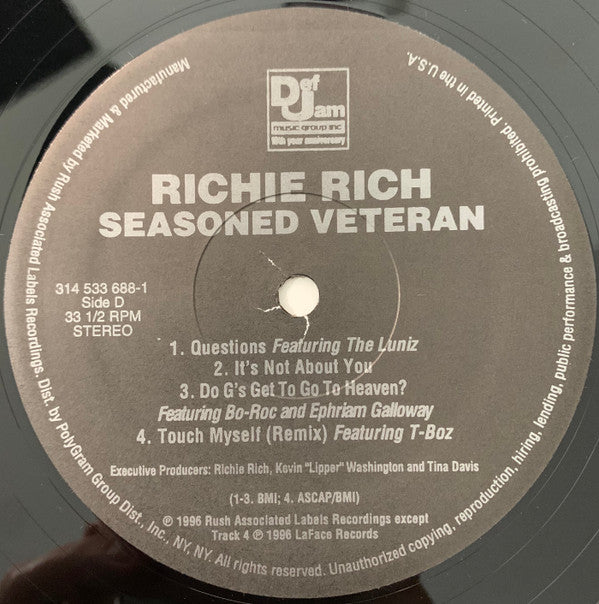 Def
Jam
music group inc
10th year anniversary
RICHIE RICH
SEASONED VETERAN
314 533 688-1
Side D
33 1/2 RPM
STEREO
1. Questions Featuring The Luniz
2. It's Not About You
3. Do G's Get To Go To Heaven?
Featuring Bo-Roc and Ephriam Galloway
4. Touch Myself (Remix) Featuring T-Boz
Executive Producers: Richie Rich, Kevin "Lipper" Washington and Tina Davis
(1-3. BMI; 4. ASCAP/BMI)
℗ 1996 Rush Associated Labels Recordings except
Track 4 ℗ 1996 LaFace Records
Manufactured & Marketed by Rush Associated Labels Recordings. Dist. by PolyGram Group Dist., Inc., NY, NY. All rights reserved. Unauthorized copying, reproduction, hiring, lending, public performance & broadcasting prohibited. Printed in the U.S.A.